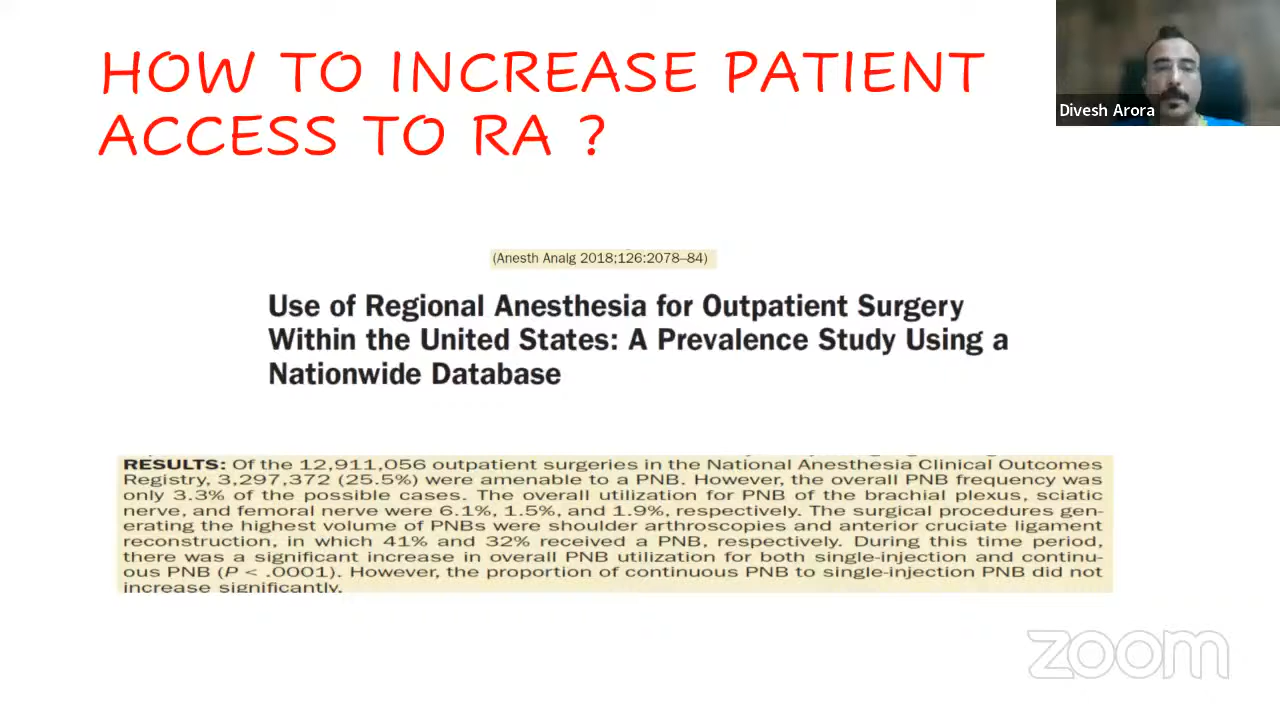 HOW TO INCREASE PATIENT
ACCESS TO RA ?
Divesh Arora
(Anesth Analg 2018;126:2078–84)
Use of Regional Anesthesia for Outpatient Surgery
Within the United States: A Prevalence Study Using a
Nationwide Database
RESULTS: Of the 12,911,056 outpatient surgeries in the National Anesthesia Clinical Outcomes
Registry, 3,297,372 (25.5%) were amenable to a PNB. However, the overall PNB frequency was
only 3.3% of the possible cases. The overall utilization for PNB of the brachial plexus, sciatic
nerve, and femoral nerve were 6.1%, 1.5%, and 1.9%, respectively. The surgical procedures gen-
erating the highest volume of PNBs were shoulder arthroscopies and anterior cruciate ligament
reconstruction, in which 41% and 32% received a PNB, respectively. During this time period,
there was a significant increase in overall PNB utilization for both single-injection and continu-
ous PNB (P < .0001). However, the proportion of continuous PNB to single-injection PNB did not
increase significantly.
zoom